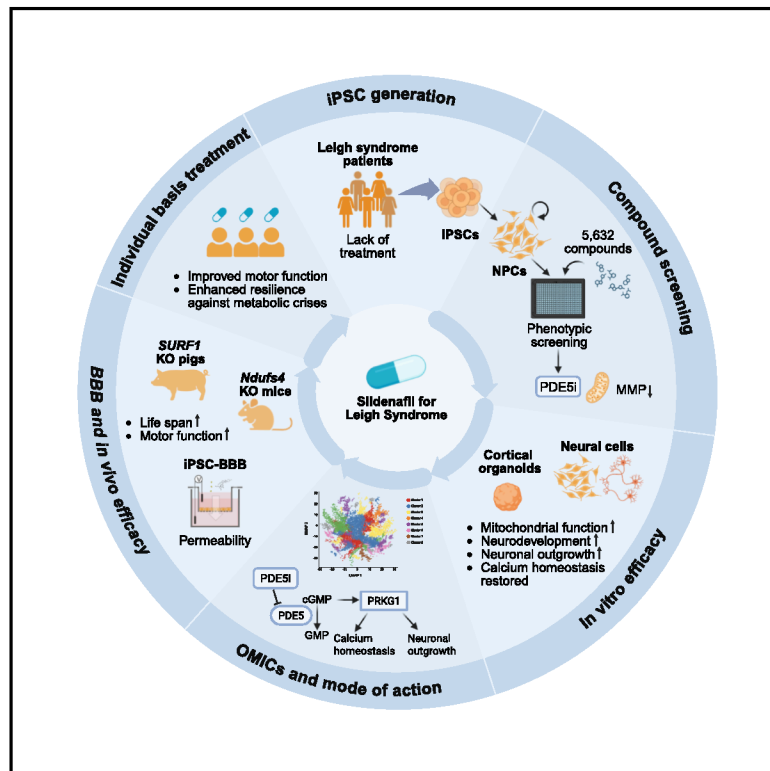 iPSC generation
Leigh syndrome
patients
Lack of
treatment
iPSCs
NPCs
Compound screening
5,632
compounds
Phenotypic
screening
PDE5i
MMP↓
In vitro efficacy
Cortical
organoids
Neural cells
• Mitochondrial function↑
• Neurodevelopment↑
• Neuronal outgrowth↑
• Calcium homeostasis
restored
OMICs and mode of action
PDE5i
PDE5
cGMP
GMP
PRKG1
Calcium
homeostasis
Neuronal
outgrowth
BBB and in vivo efficacy
SURF1
KO pigs
Ndufs4
KO mice
• Life span↑
• Motor function↑
iPSC-BBB
Permeability
Individual basis treatment
• Improved motor function
• Enhanced resilience
against metabolic crises
Sildenafil for
Leigh Syndrome